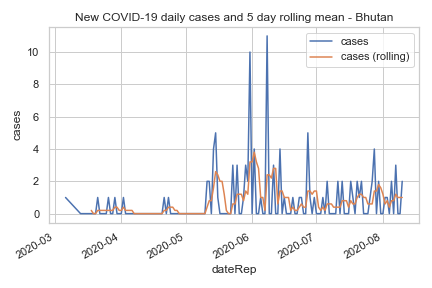 New COVID-19 daily cases and 5 day rolling mean - Bhutan
cases
cases (rolling)
cases
10
8
6
4
2
0
2020-03
2020-04
2020-05
2020-06
2020-07
2020-08
dateRep